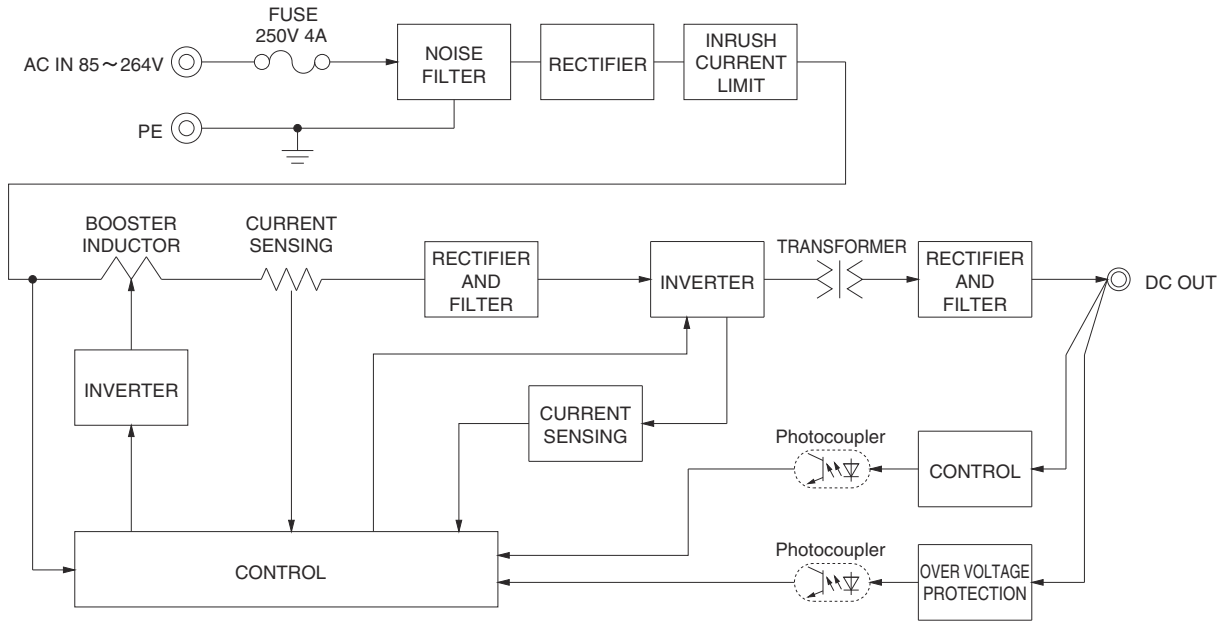 FUSE
250V 4A
AC IN 85～264V
NOISE
FILTER
RECTIFIER
INRUSH
CURRENT
LIMIT
PE
BOOSTER
INDUCTOR
CURRENT
SENSING
RECTIFIER
AND
FILTER
INVERTER
TRANSFORMER
RECTIFIER
AND
FILTER
DC OUT
INVERTER
CURRENT
SENSING
Photocoupler
CONTROL
CONTROL
Photocoupler
OVER VOLTAGE
PROTECTION